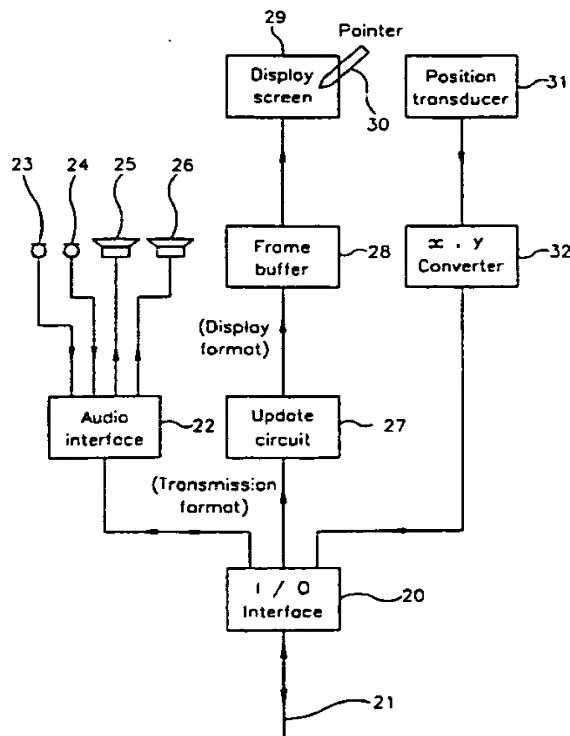 29
Pointer
Display
screen
30
Position
transducer
31
23
24
25
26
Frame
buffer
28
x , y
Converter
32
(Display
format)
Audio
interface
22
Update
circuit
27
(Transmission
format)
I / O
Interface
20
21